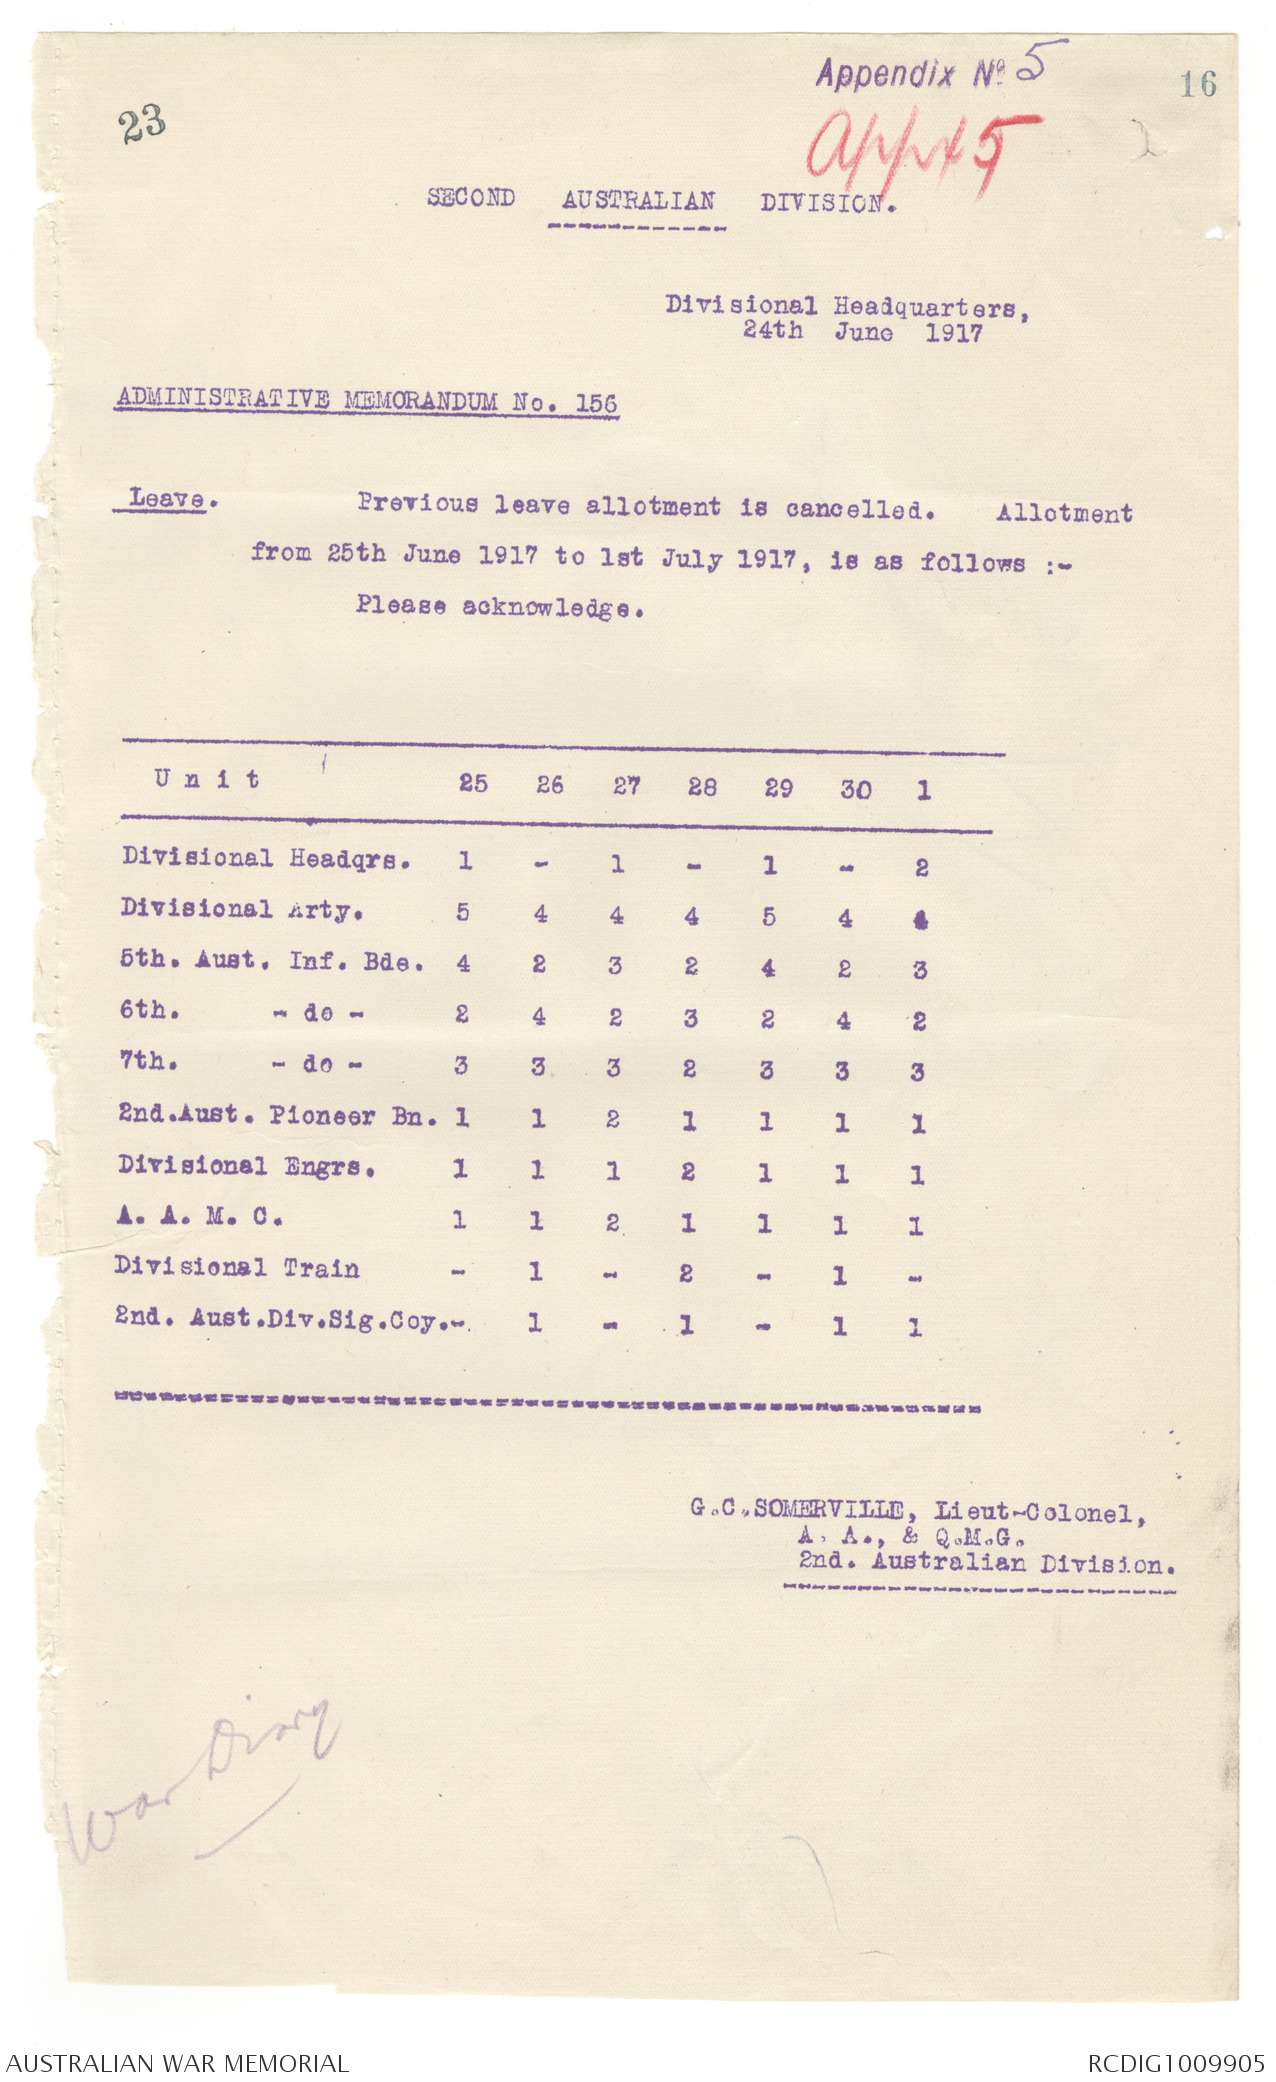 Appendix No 5
16
23
Appx 5
2
SECOND AUSTRALIAN DIVISION.
Divisional Headquarters,
24th June 1917
ADMINISTRATIVE MEMORANDUM No. 156
Leave. Previous leave allotment is cancelled. Allotment
from 25th June 1917 to 1st July 1917, is as follows :-
Please acknowledge.
Unit 25 26 27 28 29 30 1
Divisional Headqrs. 1 - 1 - 1 - 2
Divisional Arty. 5 4 4 4 5 4 4
5th. Aust. Inf. Bde. 4 2 3 2 4 2 3
6th. - do - 2 4 2 3 2 4 2
7th. - do - 3 3 3 2 3 3 3
2nd.Aust. Pioneer Bn. 1 1 2 1 1 1 1
Divisional Engrs. 1 1 1 2 1 1 1
A. A. M. C. 1 1 2 1 1 1 1
Divisional Train - 1 - 2 - 1 -
2nd. Aust.Div.Sig.Coy. - 1 - 1 - 1 1
G.C.SOMERVILLE, Lieut-Colonel,
A. A., & Q.M.G.
2nd. Australian Division.
War Diary
AUSTRALIAN WAR MEMORIAL
RCDIG1009905